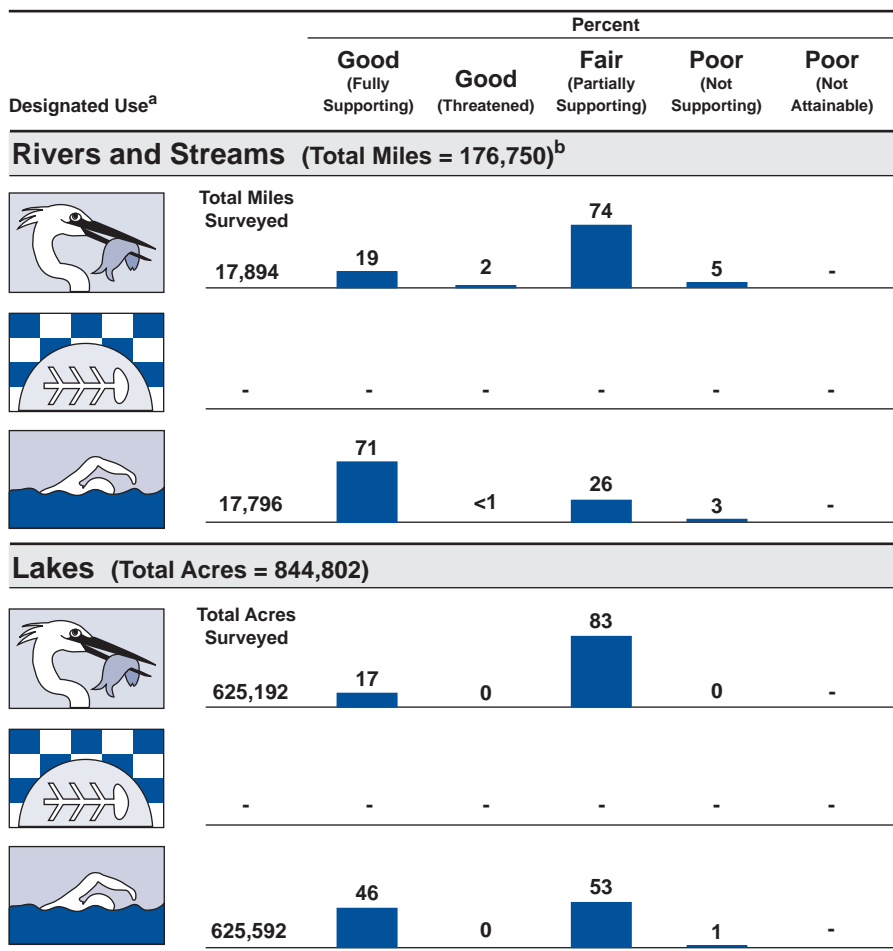 Percent
Designated Use^a
Good (Fully Supporting)
Good (Threatened)
Fair (Partially Supporting)
Poor (Not Supporting)
Poor (Not Attainable)
Rivers and Streams (Total Miles = 176,750)^b
Total Miles Surveyed
17,894 19 2 74 5 -
- - - - - -
17,796 71 <1 26 3 -
Lakes (Total Acres = 844,802)
Total Acres Surveyed
625,192 17 0 83 0 -
- - - - - -
625,592 46 0 53 1 -